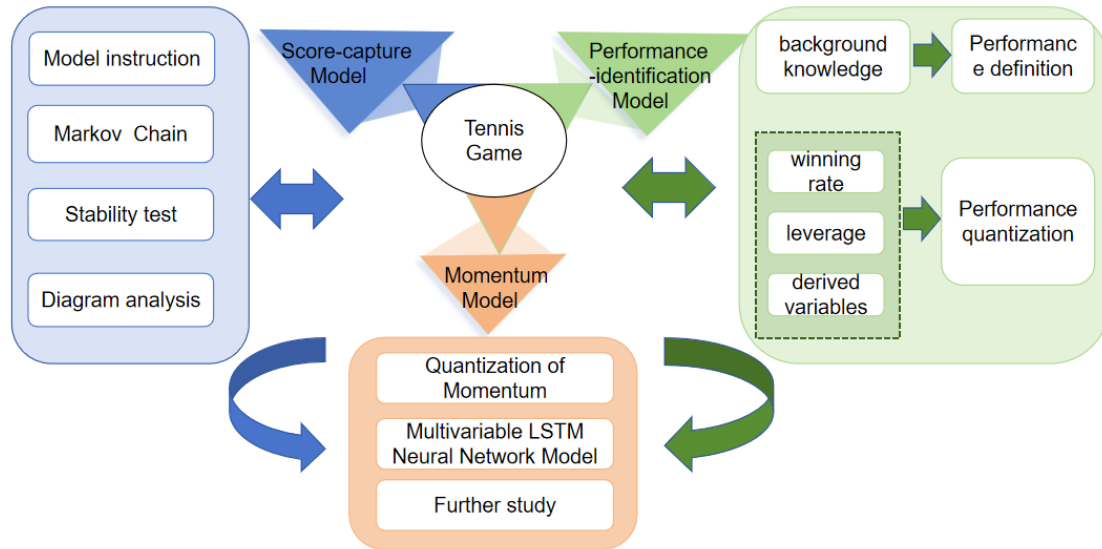 Model instruction
Markov  Chain
Stability test
Diagram analysis
Score-capture
Model
Performance
-identification
Model
Tennis
Game
Momentum
Model
background
knowledge
Performanc
e definition
winning
rate
leverage
derived
variables
Performance
quantization
Quantization of
Momentum
Multivariable LSTM
Neural Network Model
Further study